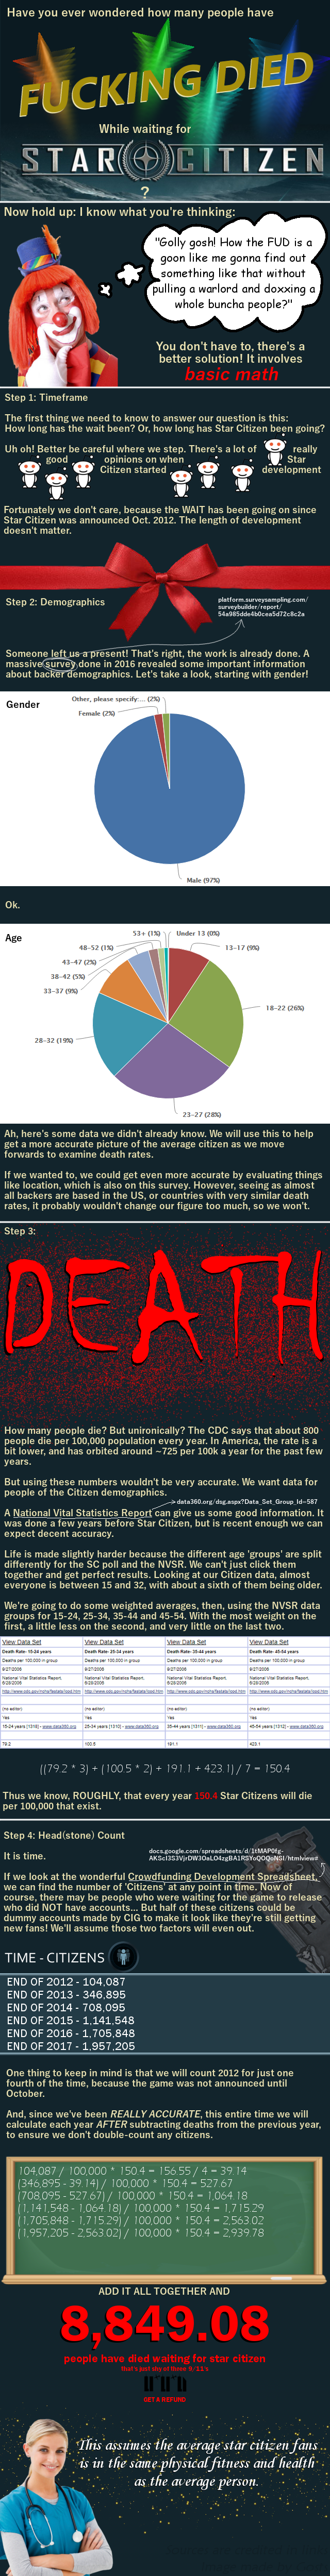 Have you ever wondered how many people have
FUCKING DIED
While waiting for
STAR CITIZEN
?
Now hold up: I know what you're thinking:
"Golly gosh! How the FUD is a
goon like me gonna find out
something like that without
pulling a warlord and doxxing a
whole buncha people?"
You don't have to, there's a
better solution! It involves
basic math
Step 1: Timeframe
The first thing we need to know to answer our question is this:
How long has the wait been? Or, how long has Star Citizen been going?
Uh oh! Better be careful where we step. There's a lot of really
good opinions on when Star
Citizen started development
Fortunately we don't care, because the WAIT has been going on since
Star Citizen was announced Oct. 2012. The length of development
doesn't matter.
Step 2: Demographics
platform.surveysampling.com/
surveybuilder/report/
54a985dde4b0cea5d72c8c2a
Someone left us a present! That's right, the work is already done. A
massive survey done in 2016 revealed some important information
about backer demographics. Let's take a look, starting with gender!
Gender
Other, please specify:... (2%)
Female (2%)
Male (97%)
Ok.
Age
53+ (1%)
Under 13 (0%)
48-52 (1%)
13-17 (9%)
43-47 (2%)
38-42 (5%)
33-37 (9%)
18-22 (26%)
28-32 (19%)
23-27 (28%)
Ah, here's some data we didn't already know. We will use this to help
get a more accurate picture of the average citizen as we move
forwards to examine death rates.
If we wanted to, we could get even more accurate by evaluating things
like location, which is also on this survey. However, seeing as almost
all backers are based in the US, or countries with very similar death
rates, it probably wouldn't change our figure too much, so we won't.
Step 3:
DEATH
How many people die? But unironically? The CDC says that about 800
people die per 100,000 population every year. In America, the rate is a
bit lower, and has orbited around ~725 per 100k a year for the past few
years.
But using these numbers wouldn't be very accurate. We want data for
people of the Citizen demographics.
data360.org/dsg.aspx?Data_Set_Group_Id=587
A National Vital Statistics Report can give us some good information. It
was done a few years before Star Citizen, but is recent enough we can
expect decent accuracy.
Life is made slightly harder because the different age 'groups' are split
differently for the SC poll and the NVSR. We can't just click them
together and get perfect results. Looking at our Citizen data, almost
everyone is between 15 and 32, with about a sixth of them being older.
We're going to do some weighted averages, then, using the NVSR data
groups for 15-24, 25-34, 35-44 and 45-54. With the most weight on the
first, a little less on the second, and very little on the last two.
View Data Set View Data Set View Data Set View Data Set
Death Rate- 15-24 years Death Rate- 25-34 years Death Rate- 35-44 years Death Rate- 45-54 years
Deaths per 100,000 in group Deaths per 100,000 in group Deaths per 100,000 in group Deaths per 100,000 in group
National Vital Statistics Report, National Vital Statistics Report, National Vital Statistics Report, National Vital Statistics Report,
(no editor) (no editor) (no editor) (no editor)
Yes Yes Yes Yes
15-24 years [1309] - www.data360.org 25-34 years [1310] - www.data360.org 35-44 years [1311] - www.data360.org 45-54 years [1312] - www.data360.org
79.2 100.5 191.1 423.1
((79.2 * 3) + (100.5 * 2) + 191.1 + 423.1) / 7 = 150.4
Thus we know, ROUGHLY, that every year 150.4 Star Citizens will die
per 100,000 that exist.
Step 4: Head(stone) Count
It is time.
If we look at the wonderful Crowdfunding Development Spreadsheet,
we can find the number of 'Citizens' at any point in time. Now of
course, there may be people who were waiting for the game to release
who did NOT have accounts... But half of these citizens could be
dummy accounts made by CIG to make it look like they're still getting
new fans! We'll assume those two factors will even out.
TIME - CITIZENS
END OF 2012 - 104,087
END OF 2013 - 346,895
END OF 2014 - 708,095
END OF 2015 - 1,141,548
END OF 2016 - 1,705,848
END OF 2017 - 1,957,205
One thing to keep in mind is that we will count 2012 for just one
fourth of the time, because the game was not announced until
October.
And, since we've been REALLY ACCURATE, this entire time we will
calculate each year AFTER subtracting deaths from the previous year,
to ensure we don't double-count any citizens.
104,087 / 100,000 * 150.4 = 156.55 / 4 = 39.14
(346,895 - 39.14) / 100,000 * 150.4 = 527.67
(708,095 - 527.67) / 100,000 * 150.4 = 1,064.18
(1,141,548 - 1,064.18) / 100,000 * 150.4 = 1,715.29
(1,705,848 - 1,715.29) / 100,000 * 150.4 = 2,563.02
(1,957,205 - 2,563.02) / 100,000 * 150.4 = 2,939.78
ADD IT ALL TOGETHER AND
8,849.08
people have died waiting for star citizen
that's just shy of three 9/11's
GET A REFUND
This assumes the average star citizen fans
is in the same physical fitness and health
as the average person.